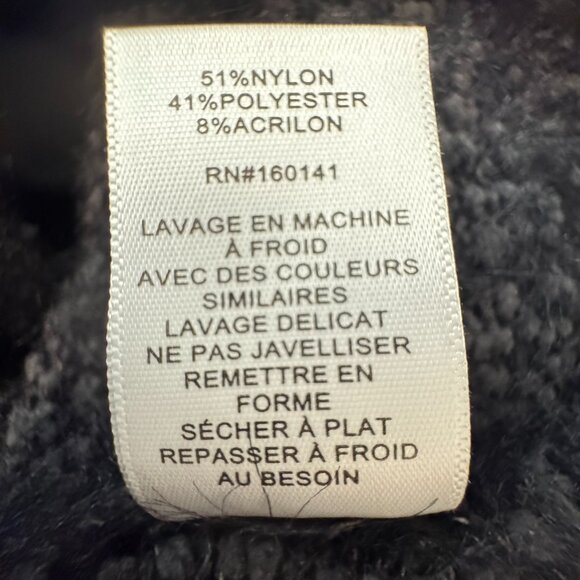 51%NYLON
41%POLYESTER
8%ACRILON
RN#160141
LAVAGE EN MACHINE
À FROID
AVEC DES COULEURS
SIMILAIRES
LAVAGE DELICAT
NE PAS JAVELLISER
REMETTRE EN
FORME
SÉCHER À PLAT
REPASSER À FROID
AU BESOIN